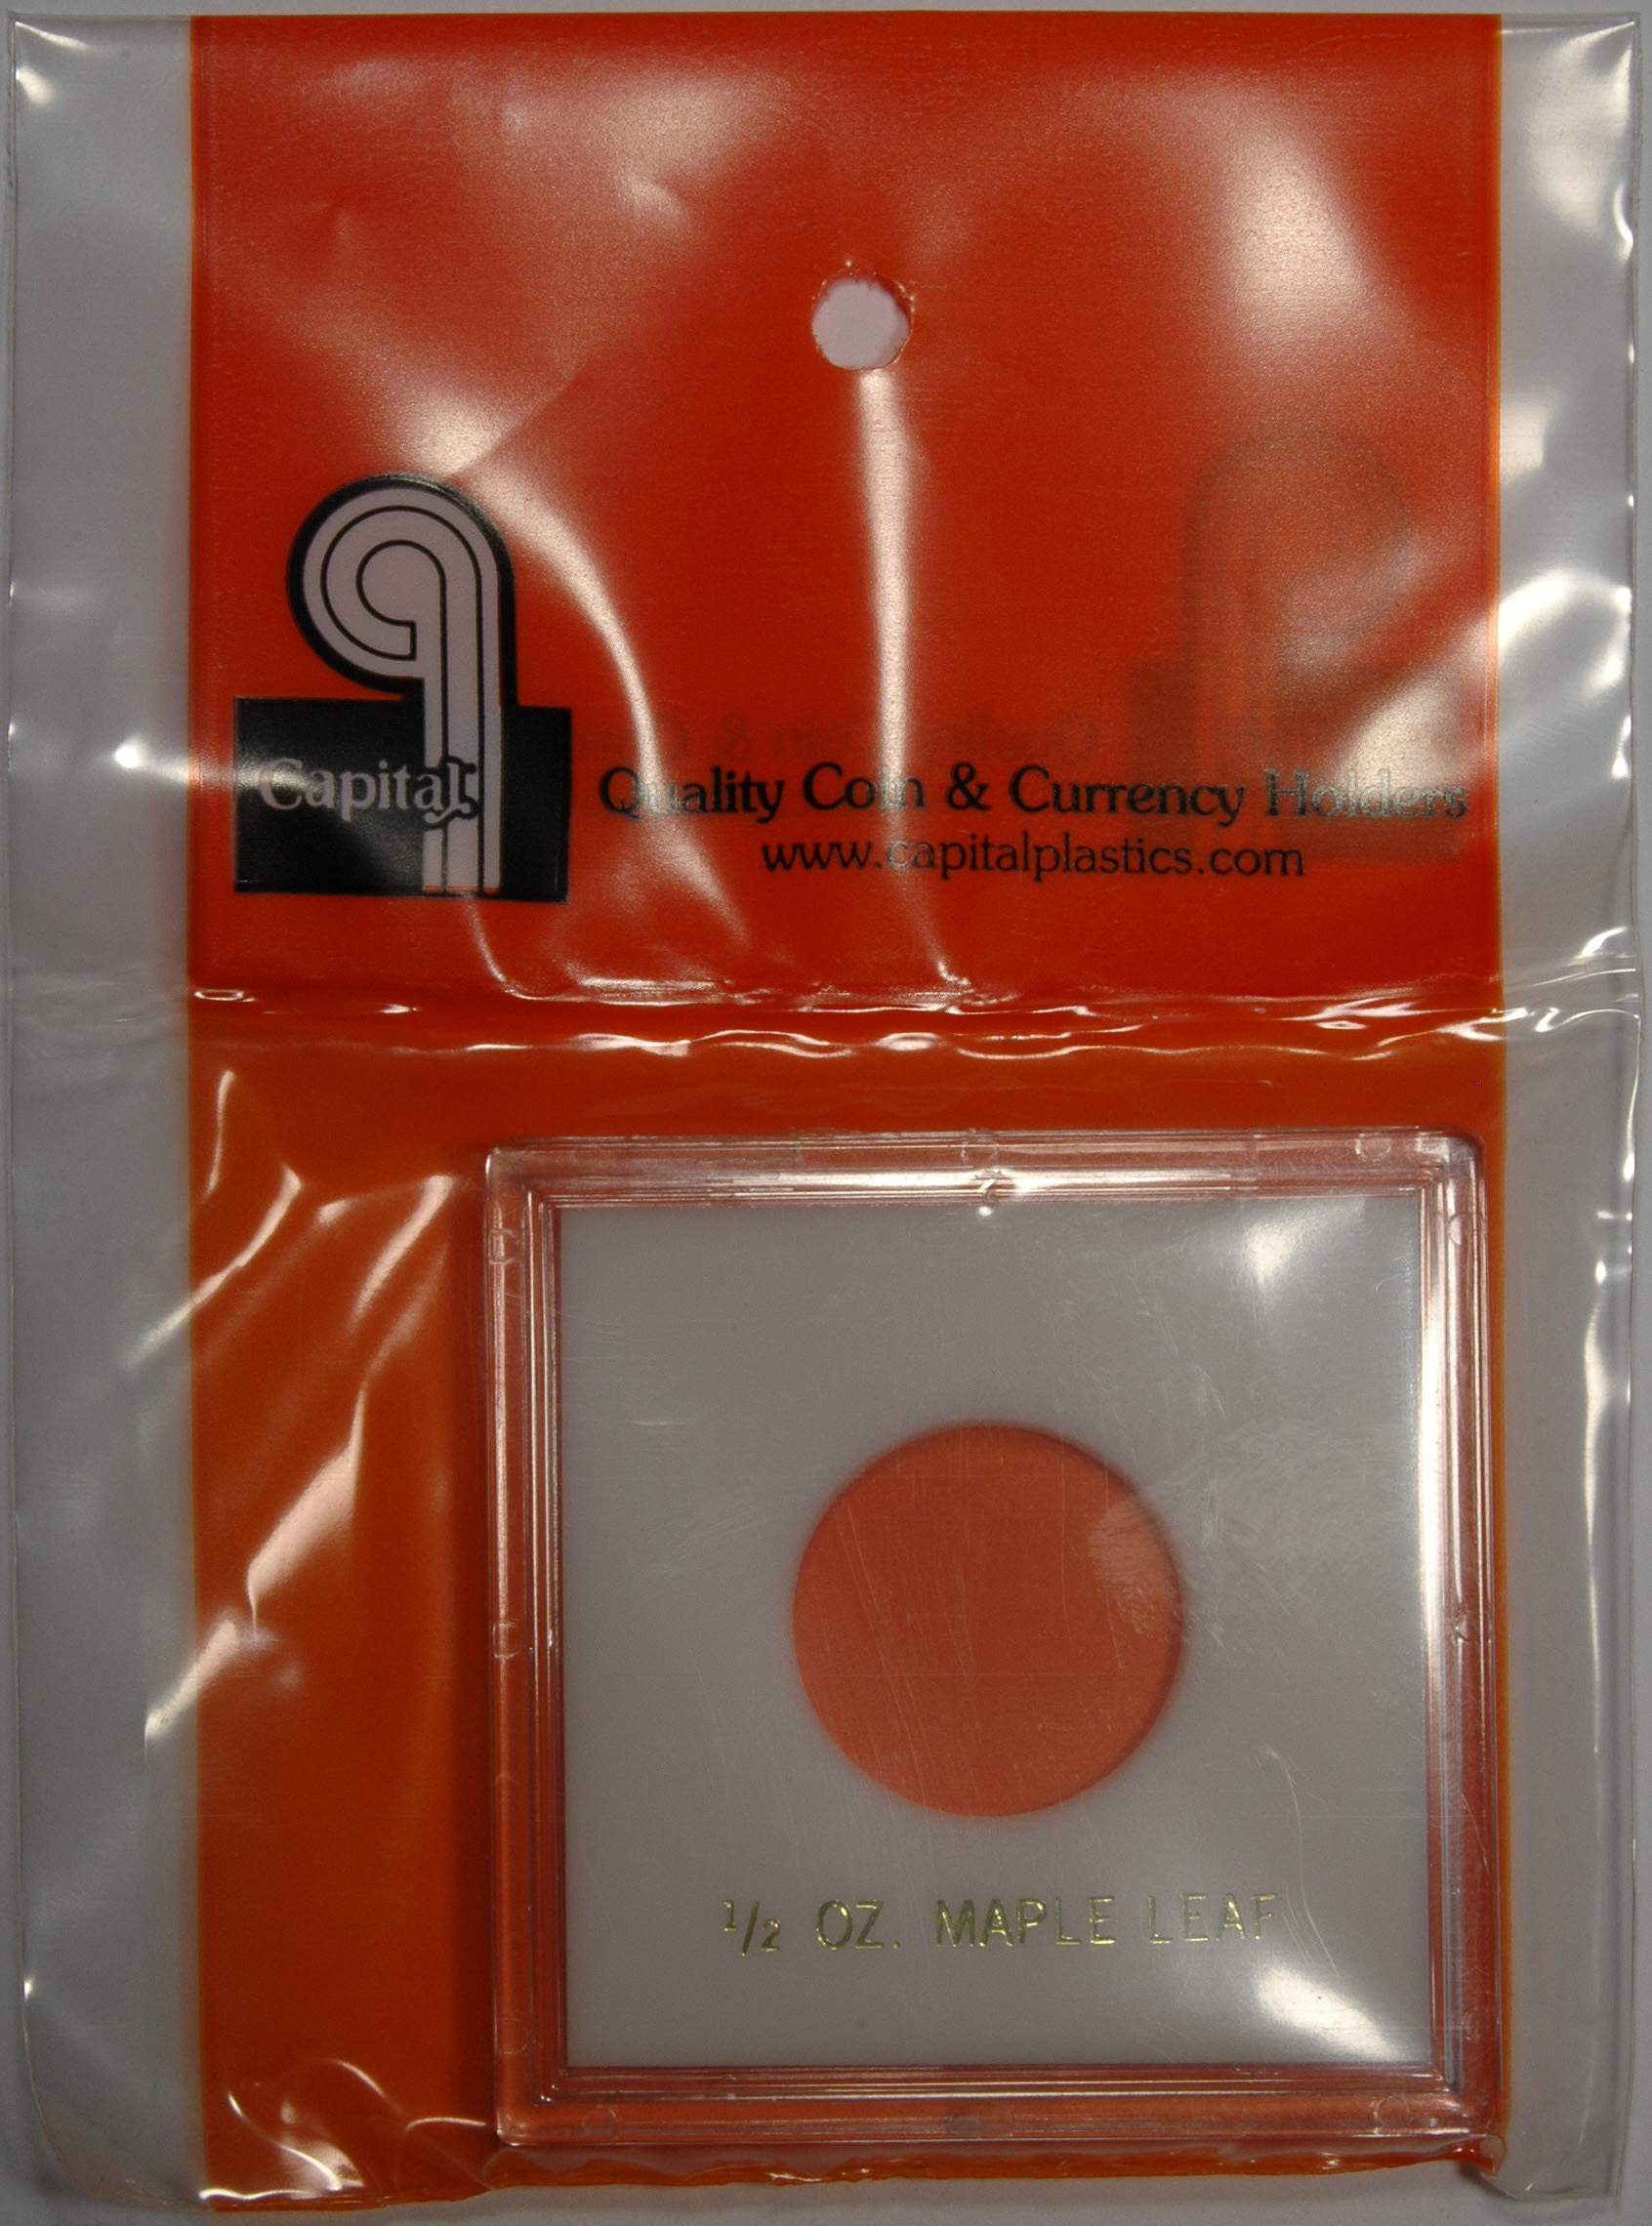 Capital
Quality Coin & Currency Holders
www.capitalplastics.com
1/2 OZ. MAPLE LEAF